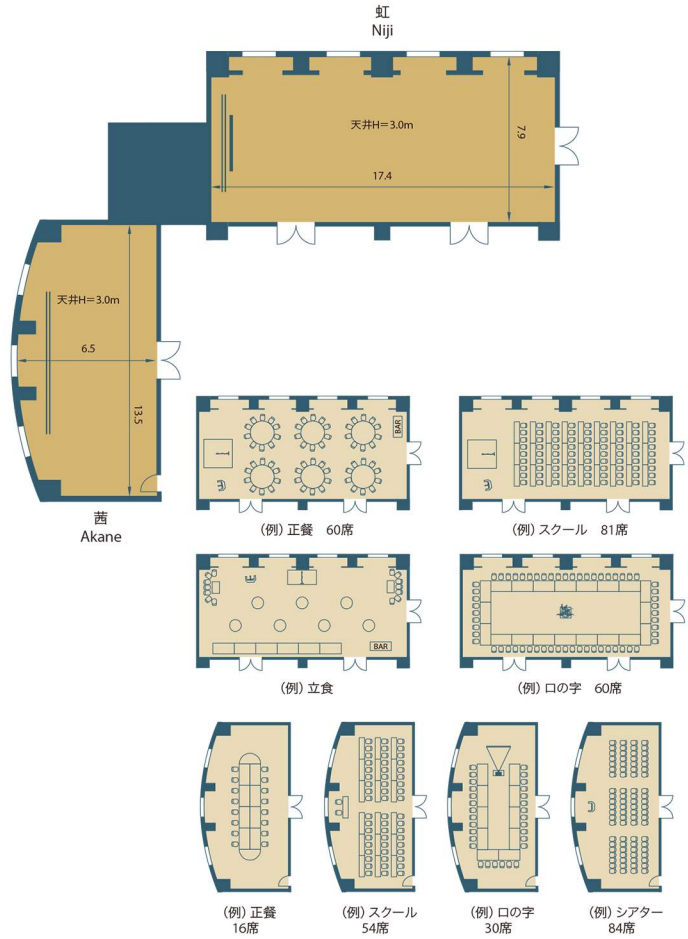 虹
Niji
天井H＝3.0m
7.9
17.4
天井H＝3.0m
6.5
13.5
茜
Akane
BAR
（例）正餐　60席
（例）スクール　81席
BAR
（例）立食
（例）ロの字　60席
（例）正餐
16席
（例）スクール
54席
（例）ロの字
30席
（例）シアター
84席